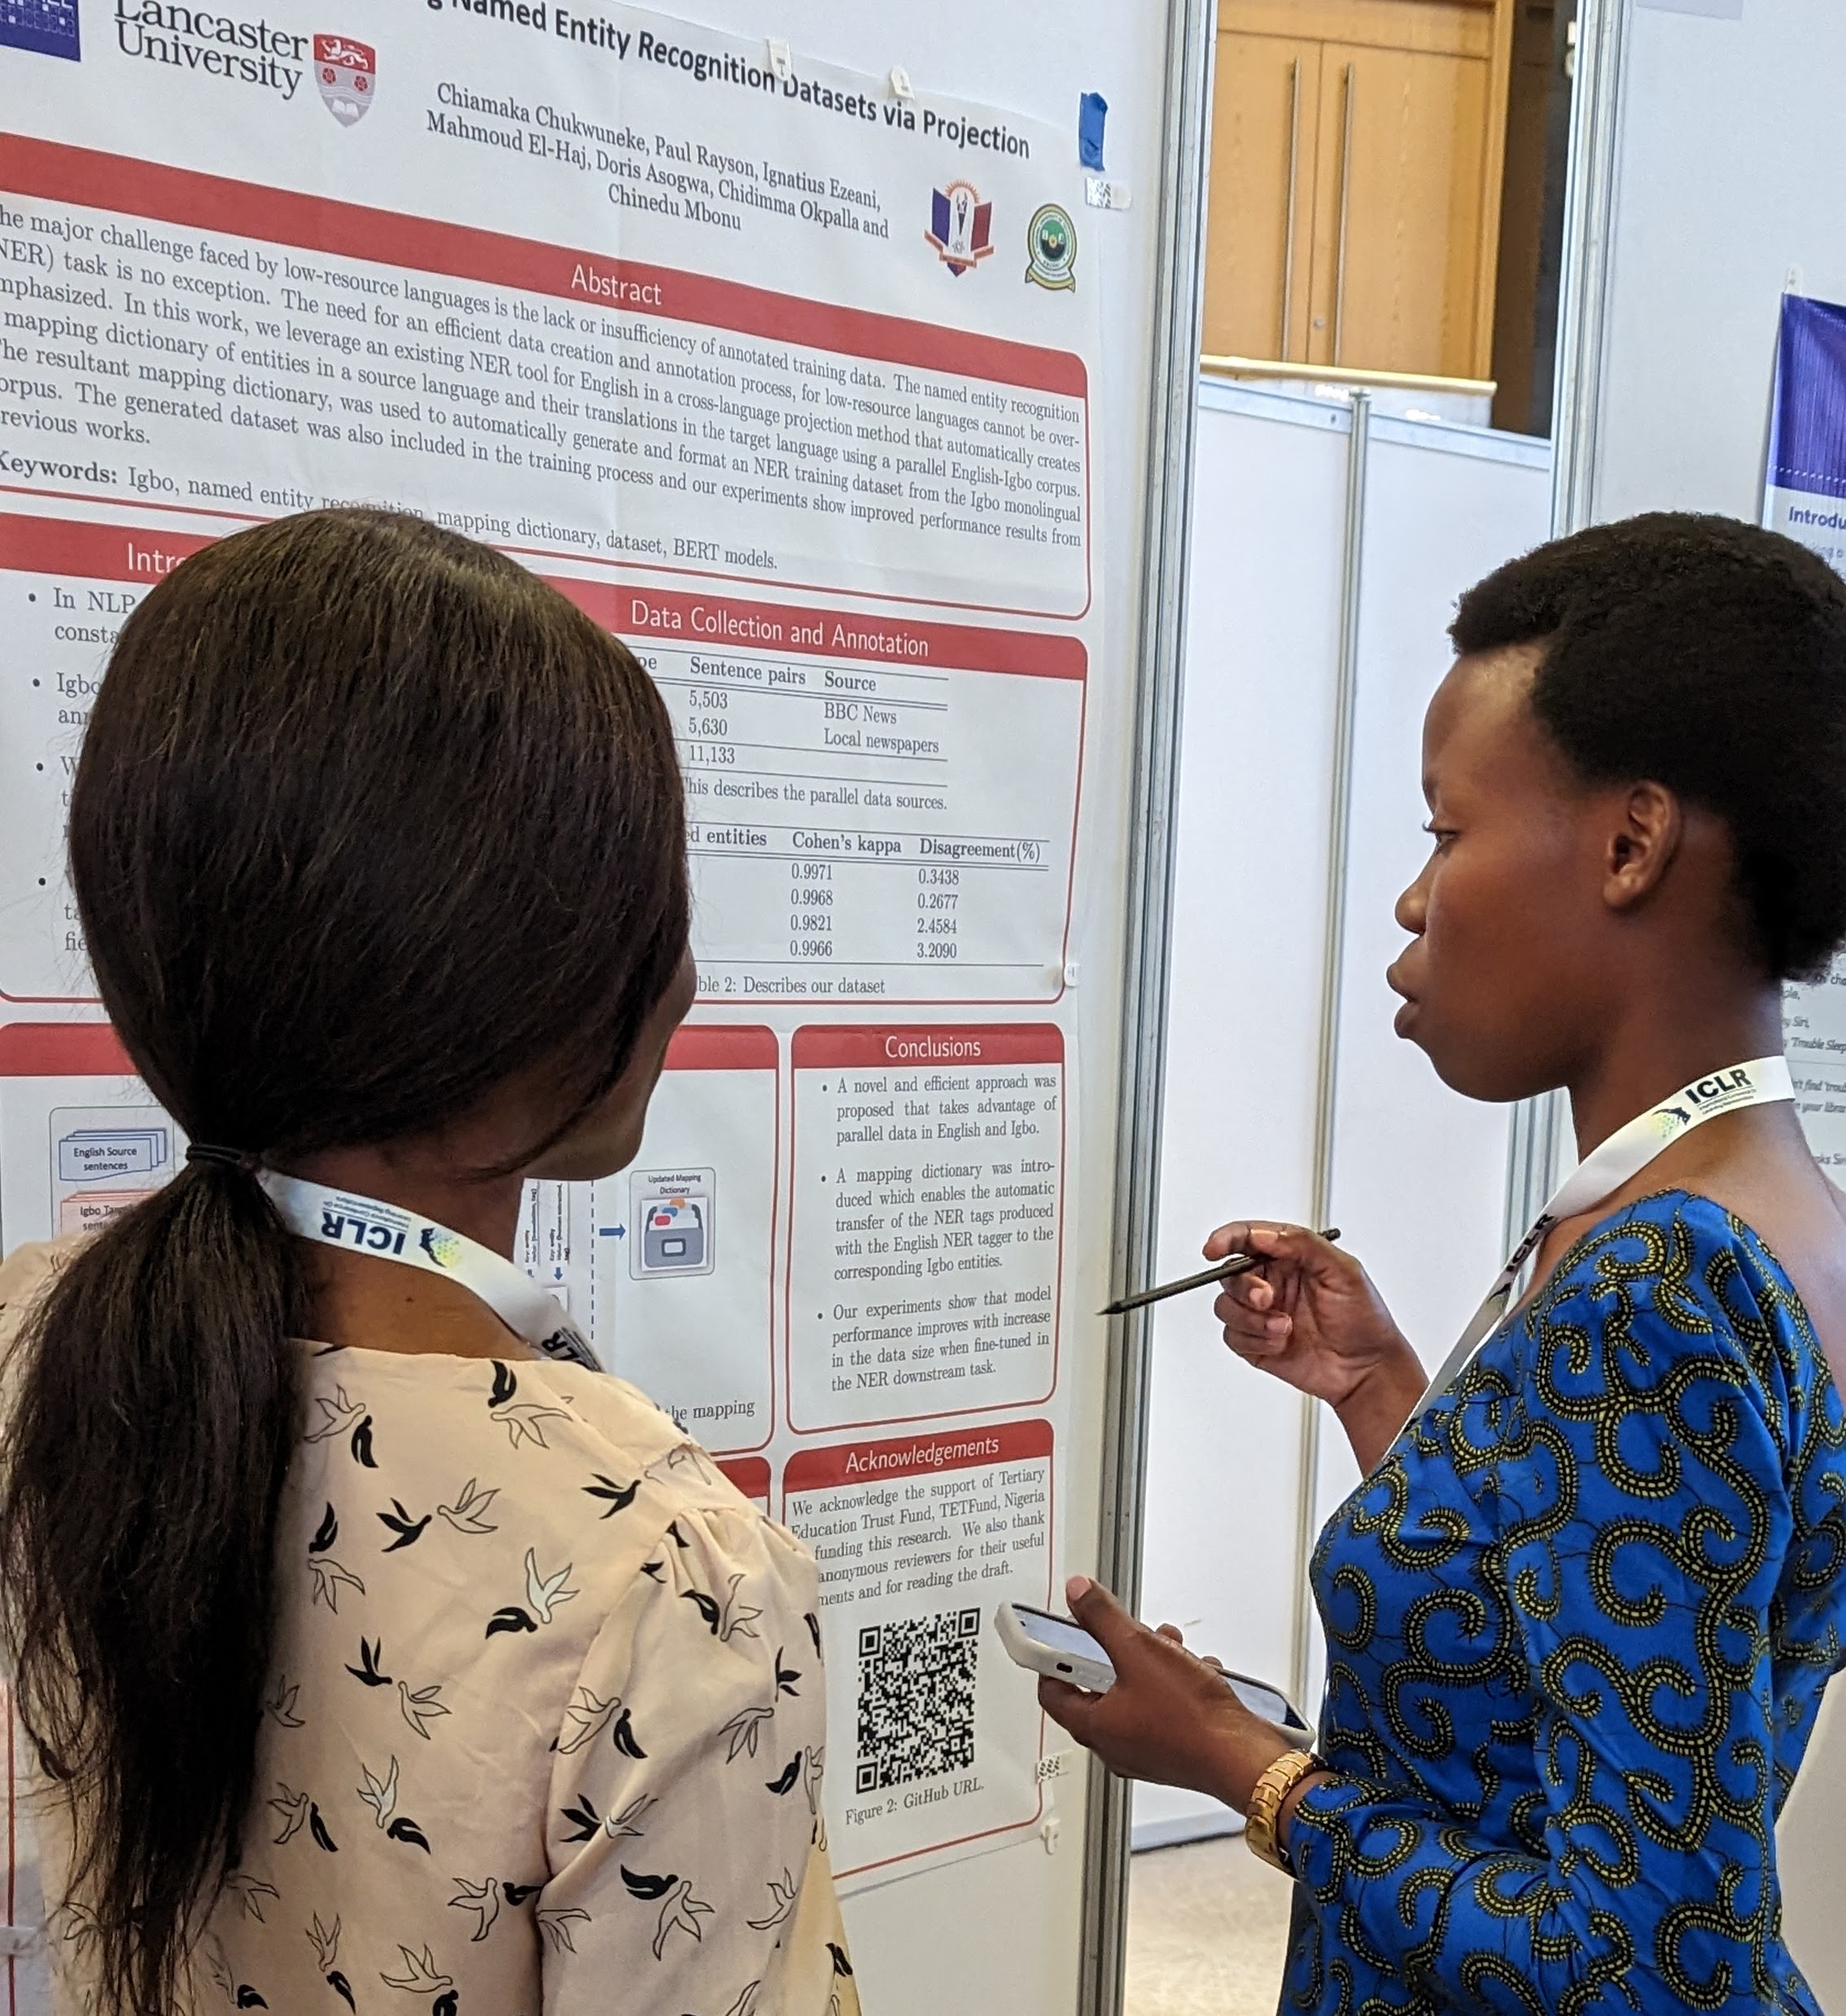 Lancaster
University
Named Entity Recognition Datasets via Projection
Chiamaka Chukwuneke, Paul Rayson, Ignatius Ezeani,
Mahmoud El-Haj, Doris Asogwa, Chidimma Okpalla and
Chinedu Mbonu
Abstract
he major challenge faced by low-resource languages is the lack or insufficiency of annotated training data. The named entity recognition
NER) task is no exception. The need for an efficient data creation and annotation process, for low-resource languages cannot be over-
mphasized. In this work, we leverage an existing NER tool for English in a cross-language projection method that automatically creates
mapping dictionary of entities in a source language and their translations in the target language using a parallel English-Igbo corpus.
he resultant mapping dictionary, was used to automatically generate and format an NER training dataset from the Igbo monolingual
orpus. The generated dataset was also included in the training process and our experiments show improved performance results from
revious works.
Keywords: Igbo, named entity recognition, mapping dictionary, dataset, BERT models.
Intro
• In NLP
consta
• Igbo
an
Data Collection and Annotation
pe Sentence pairs Source
5,503 BBC News
5,630 Local newspapers
11,133
This describes the parallel data sources.
ed entities Cohen's kappa Disagreement(%)
0.9971 0.3438
0.9968 0.2677
0.9821 2.4584
0.9966 3.2090
ble 2: Describes our dataset
English Source
sentences
Igbo
Updated Mapping
Dictionary
the mapping
Conclusions
• A novel and efficient approach was
proposed that takes advantage of
parallel data in English and Igbo.
• A mapping dictionary was intro-
duced which enables the automatic
transfer of the NER tags produced
with the English NER tagger to the
corresponding Igbo entities.
• Our experiments show that model
performance improves with increase
in the data size when fine-tuned in
the NER downstream task.
Acknowledgements
We acknowledge the support of Tertiary
Education Trust Fund, TETFund, Nigeria
funding this research. We also thank
anonymous reviewers for their useful
ments and for reading the draft.
Figure 2: GitHub URL.
ICLR
ICLR
ICLR
Introdu
y Siri,
'Trouble Sleep